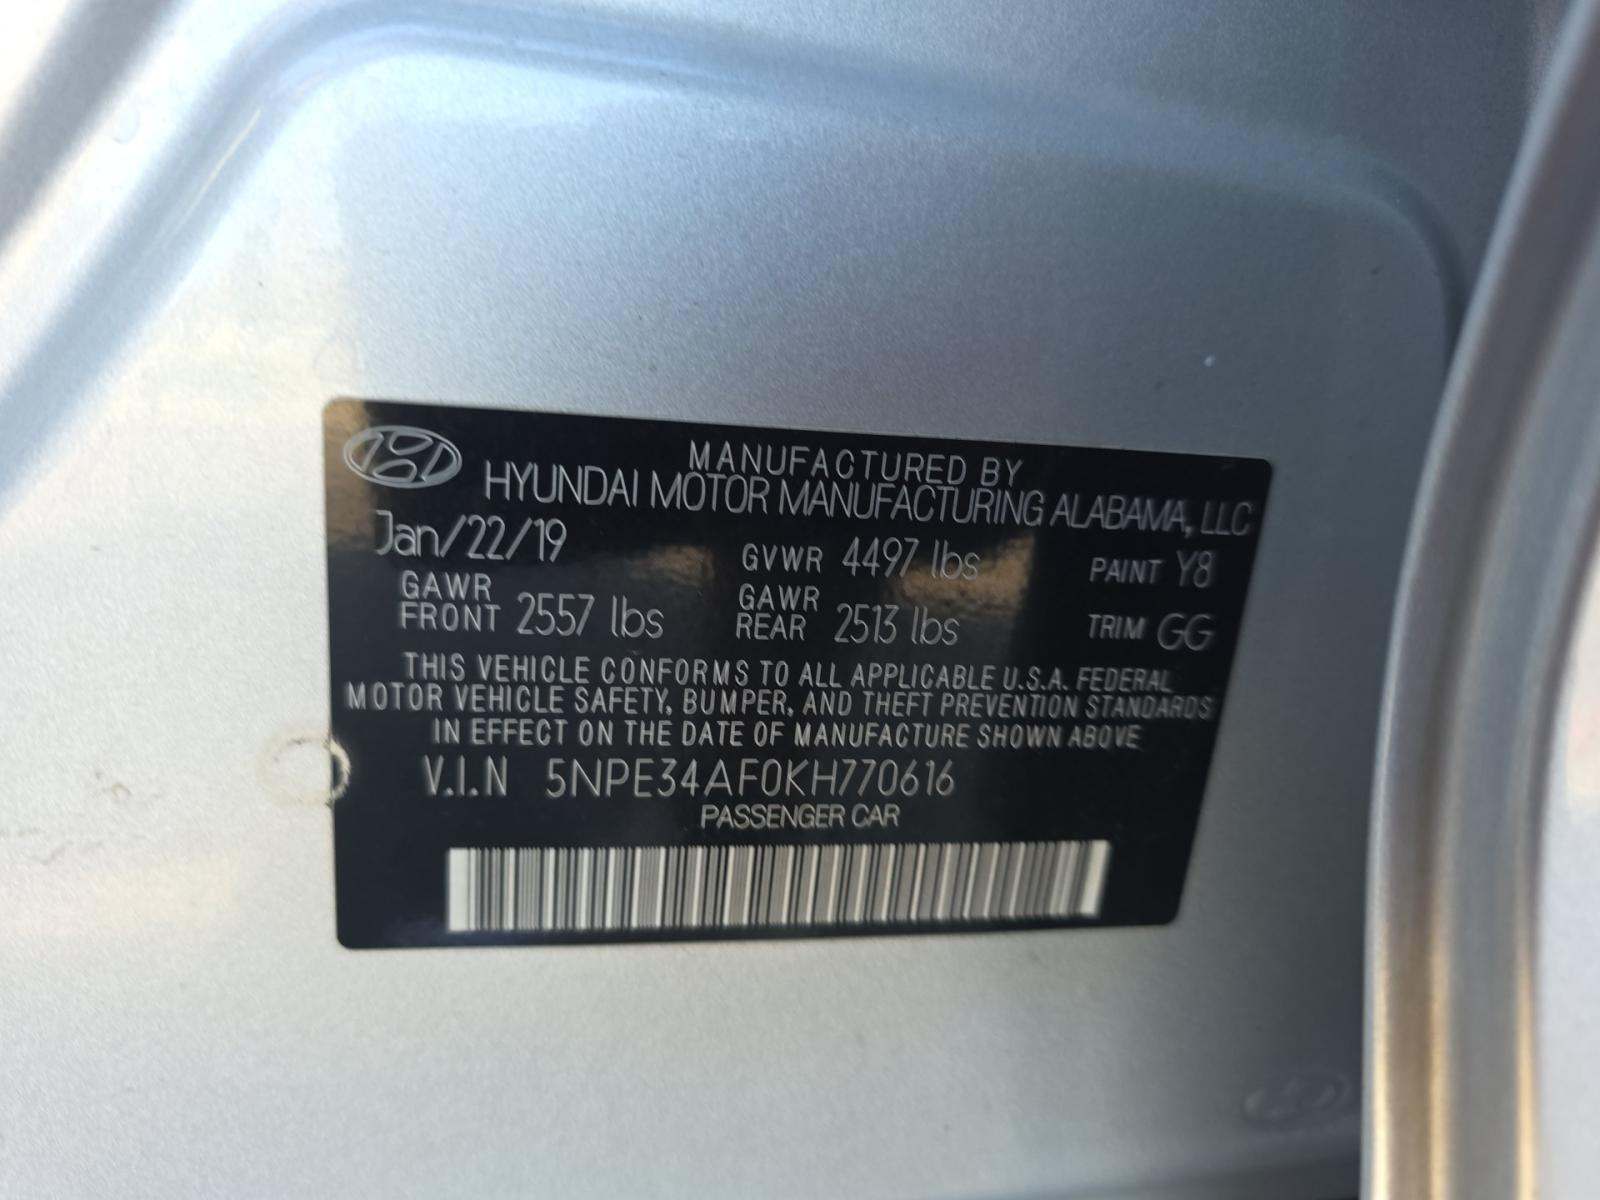 MANUFACTURED BY
HYUNDAI MOTOR MANUFACTURING ALABAMA, LLC
Jan/22/19 GVWR 4497 lbs PAINT Y8
GAWR FRONT 2557 lbs GAWR REAR 2513 lbs TRIM GG
THIS VEHICLE CONFORMS TO ALL APPLICABLE U.S.A. FEDERAL
MOTOR VEHICLE SAFETY, BUMPER, AND THEFT PREVENTION STANDARDS
IN EFFECT ON THE DATE OF MANUFACTURE SHOWN ABOVE
V.I.N 5NPE34AF0KH770616
PASSENGER CAR